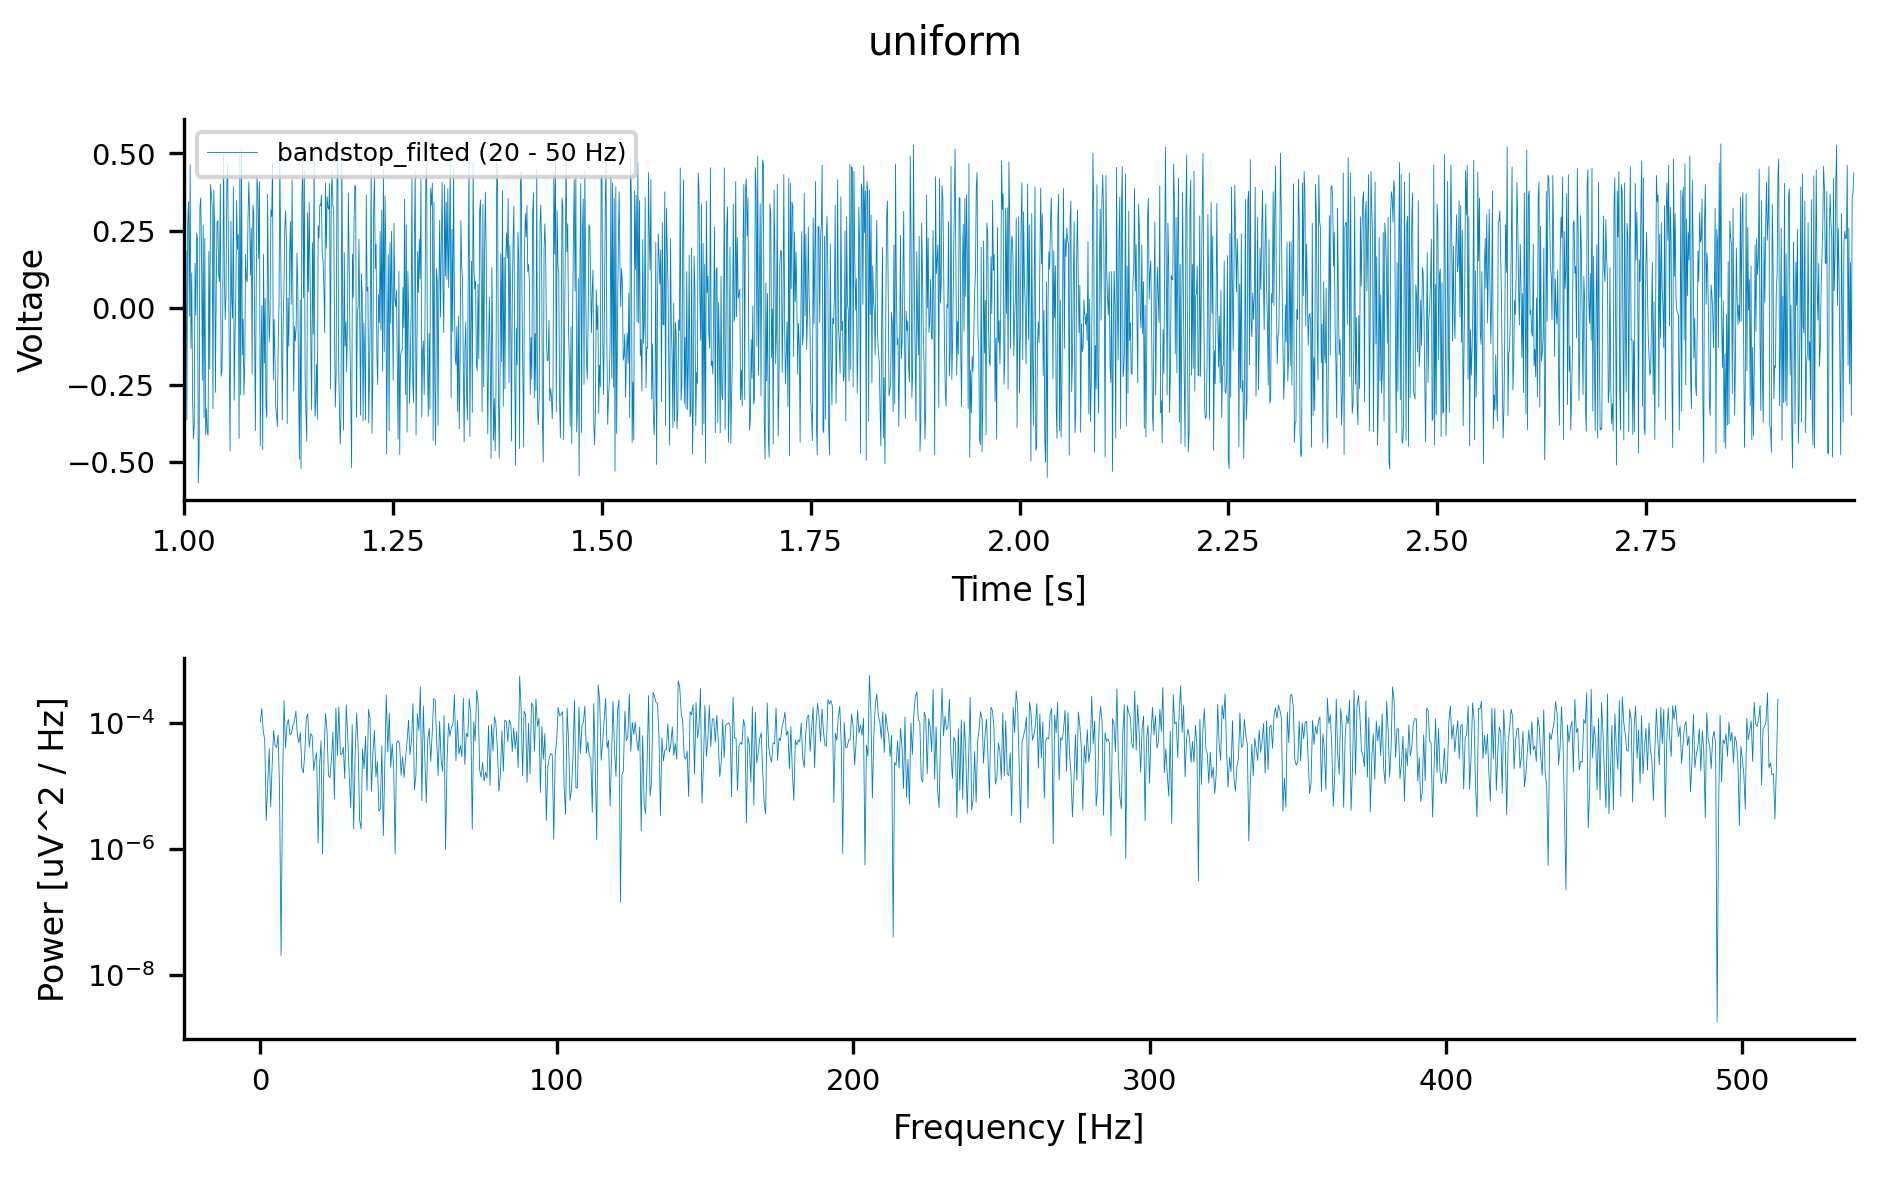 uniform
bandstop_filted (20 - 50 Hz)
0.50
0.25
0.00
−0.25
−0.50
Voltage
1.00 1.25 1.50 1.75 2.00 2.25 2.50 2.75
Time [s]
10⁻⁴
10⁻⁶
10⁻⁸
Power [uV^2 / Hz]
0 100 200 300 400 500
Frequency [Hz]